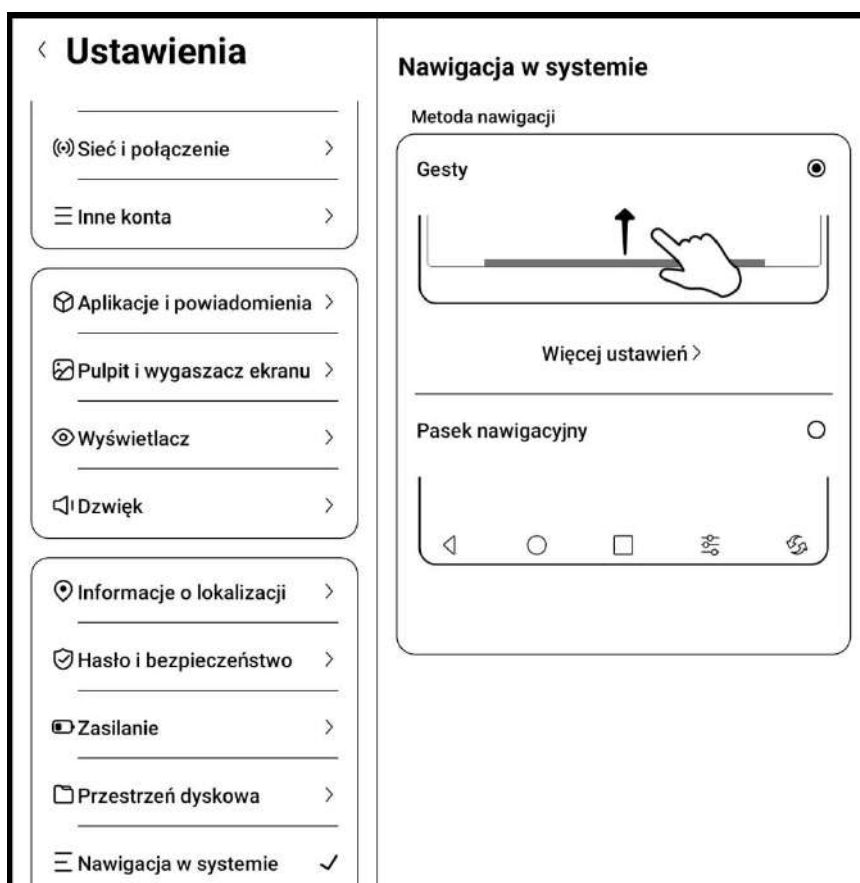 Ustawienia
Sieć i połączenie
Inne konta
Aplikacje i powiadomienia
Pulpit i wygaszacz ekranu
Wyświetlacz
Dzwięk
Informacje o lokalizacji
Hasło i bezpieczeństwo
Zasilanie
Przestrzeń dyskowa
Nawigacja w systemie
Nawigacja w systemie
Metoda nawigacji
Gesty
Więcej ustawień
Pasek nawigacyjny